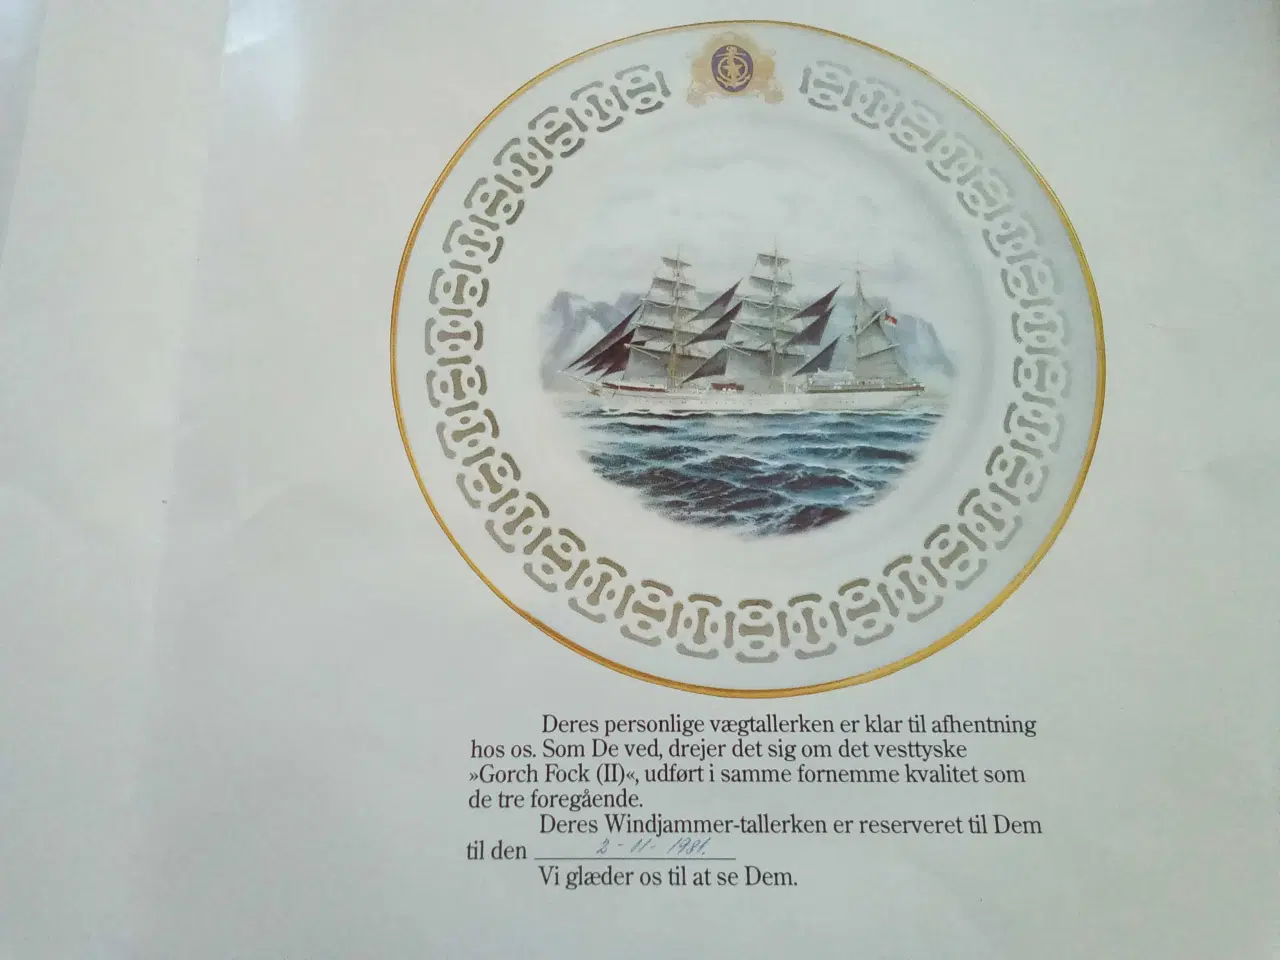 Deres personlige vægtallerken er klar til afhentning
hos os. Som De ved, drejer det sig om det vesttyske
»Gorch Fock (II)«, udført i samme fornemme kvalitet som
de tre foregående.
Deres Windjammer-tallerken er reserveret til Dem
til den 2-11-1981.
Vi glæder os til at se Dem.